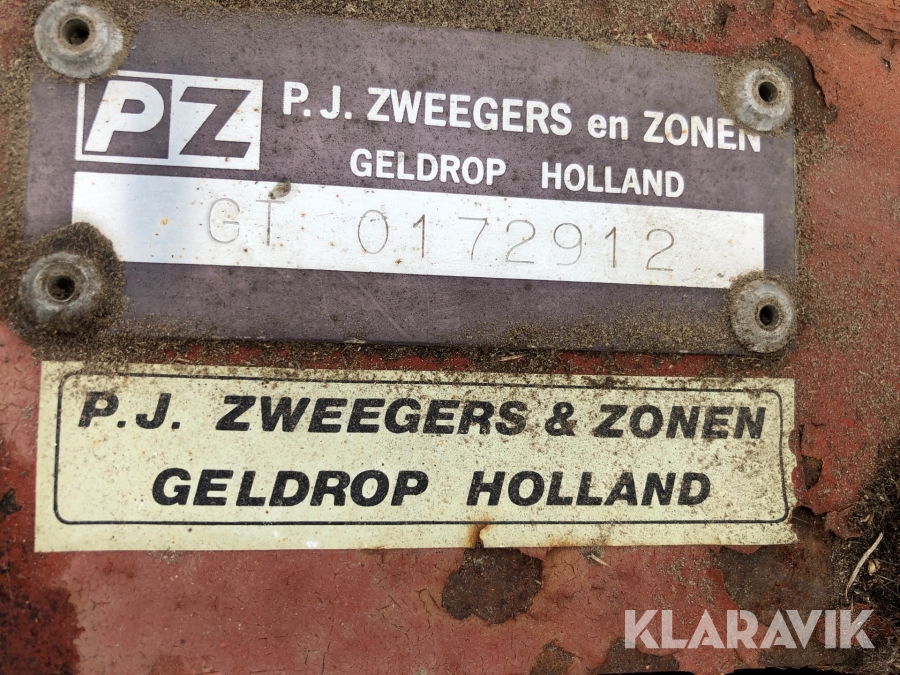 PZ
P.J. ZWEEGERS en ZONEN
GELDROP HOLLAND
GT 0172912
P.J. ZWEEGERS & ZONEN
GELDROP HOLLAND
KLARAVIK